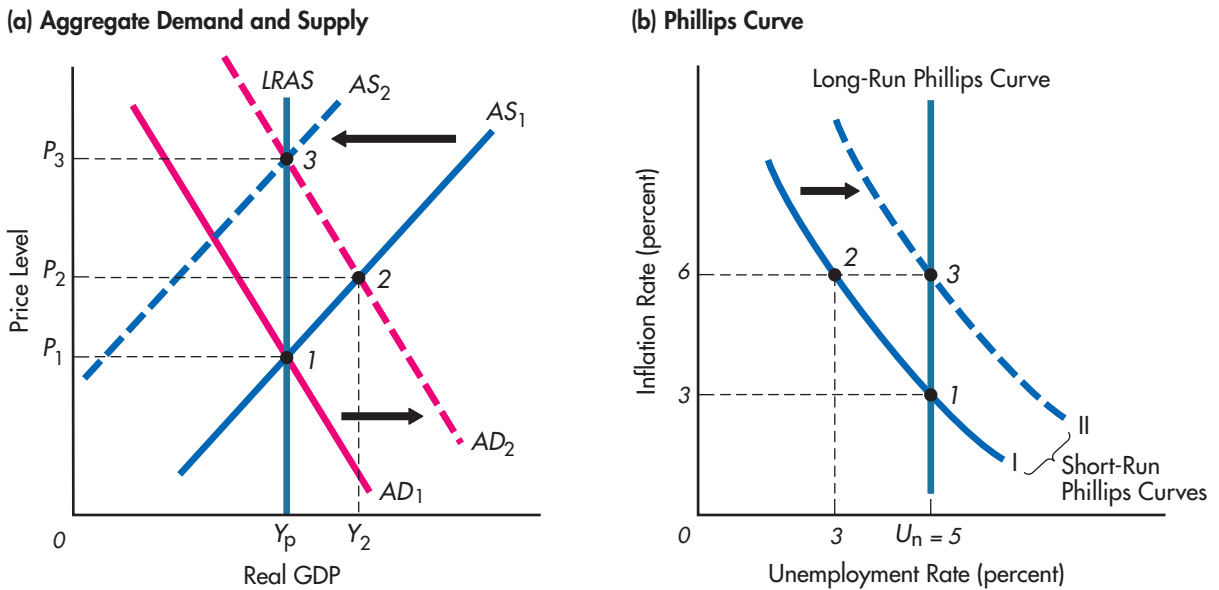 (a) Aggregate Demand and Supply
LRAS
AS2
AS1
P3
3
P2
2
P1
1
AD2
AD1
Price Level
0
Yp
Y2
Real GDP
(b) Phillips Curve
Long-Run Phillips Curve
6
2
3
3
1
II
I
Short-Run
Phillips Curves
Inflation Rate (percent)
0
3
Un = 5
Unemployment Rate (percent)